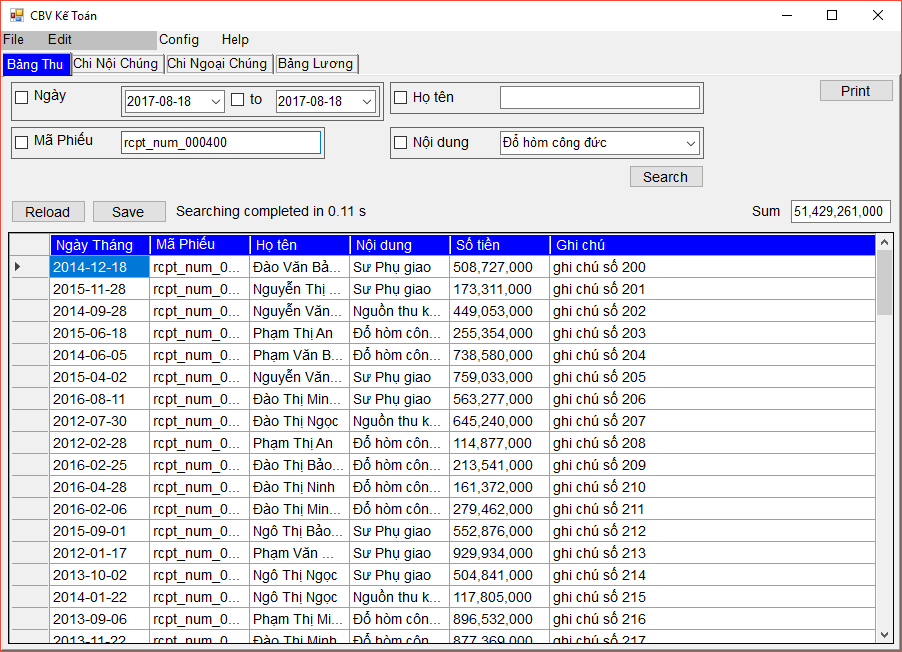 CBV Kế Toán
File Edit Config Help
Bảng Thu Chi Nội Chúng Chi Ngoại Chúng Bảng Lương
Ngày 2017-08-18 to 2017-08-18 Họ tên Print
Mã Phiếu rcpt_num_000400 Nội dung Đổ hòm công đức
Search
Reload Save Searching completed in 0.11 s Sum 51,429,261,000
Ngày Tháng Mã Phiếu Họ tên Nội dung Số tiền Ghi chú
2014-12-18 rcpt_num_0... Đào Văn Bả... Sư Phụ giao 508,727,000 ghi chú số 200
2015-11-28 rcpt_num_0... Nguyễn Thị ... Sư Phụ giao 173,311,000 ghi chú số 201
2014-09-28 rcpt_num_0... Nguyễn Văn... Nguồn thu k... 449,053,000 ghi chú số 202
2015-06-18 rcpt_num_0... Phạm Thị An Đổ hòm côn... 255,354,000 ghi chú số 203
2014-06-05 rcpt_num_0... Phạm Văn B... Đổ hòm côn... 738,580,000 ghi chú số 204
2015-04-02 rcpt_num_0... Nguyễn Văn... Sư Phụ giao 759,033,000 ghi chú số 205
2016-08-11 rcpt_num_0... Đào Thị Min... Sư Phụ giao 563,277,000 ghi chú số 206
2012-07-30 rcpt_num_0... Đào Thị Ngọc Nguồn thu k... 645,240,000 ghi chú số 207
2012-02-28 rcpt_num_0... Phạm Thị An Đổ hòm côn... 114,877,000 ghi chú số 208
2016-02-25 rcpt_num_0... Đào Thị Bảo... Đổ hòm côn... 213,541,000 ghi chú số 209
2016-04-28 rcpt_num_0... Đào Thị Ninh Đổ hòm côn... 161,372,000 ghi chú số 210
2016-02-06 rcpt_num_0... Đào Thị Min... Đổ hòm côn... 279,462,000 ghi chú số 211
2015-09-01 rcpt_num_0... Ngô Thị Bảo... Sư Phụ giao 552,876,000 ghi chú số 212
2012-01-17 rcpt_num_0... Phạm Văn ... Sư Phụ giao 929,934,000 ghi chú số 213
2013-10-02 rcpt_num_0... Ngô Thị Ngọc Sư Phụ giao 504,841,000 ghi chú số 214
2014-01-22 rcpt_num_0... Ngô Thị Ngọc Nguồn thu k... 117,805,000 ghi chú số 215
2013-09-06 rcpt_num_0... Phạm Thị Mi... Đổ hòm côn... 896,532,000 ghi chú số 216
2013-11-22 rcpt_num_0... Đào Thị Minh Đổ hòm côn... 877,369,000 ghi chú số 217